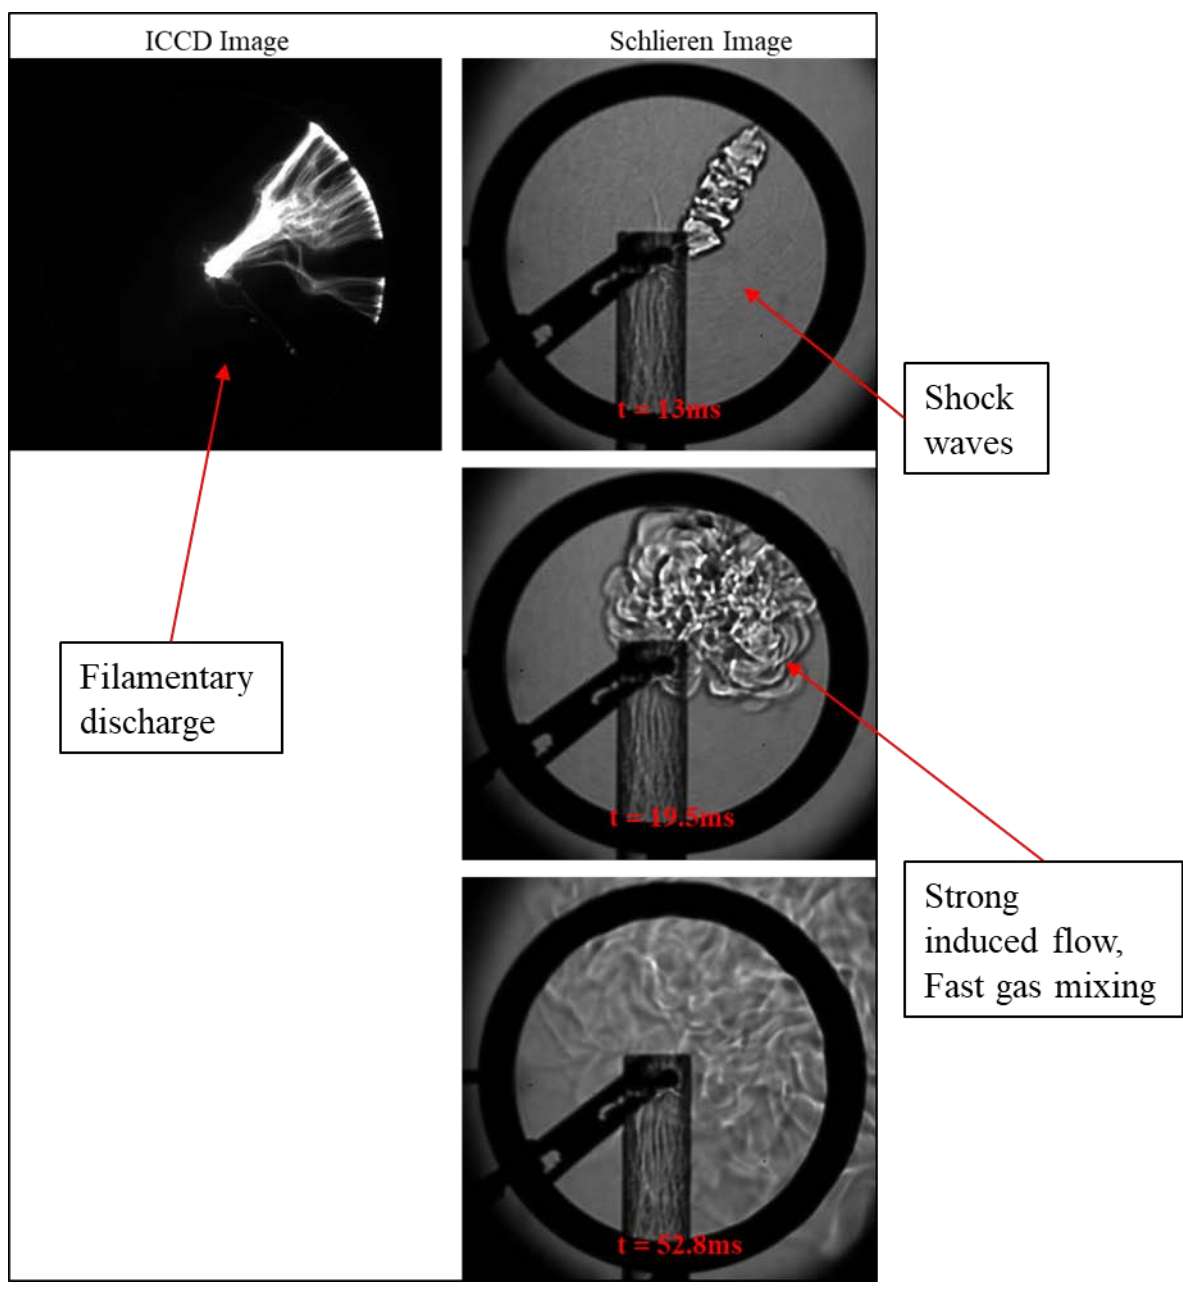 ICCD Image
Schlieren Image
t = 13ms
Shock
waves
Filamentary
discharge
t = 19.5ms
Strong
induced flow,
Fast gas mixing
t = 52.8ms